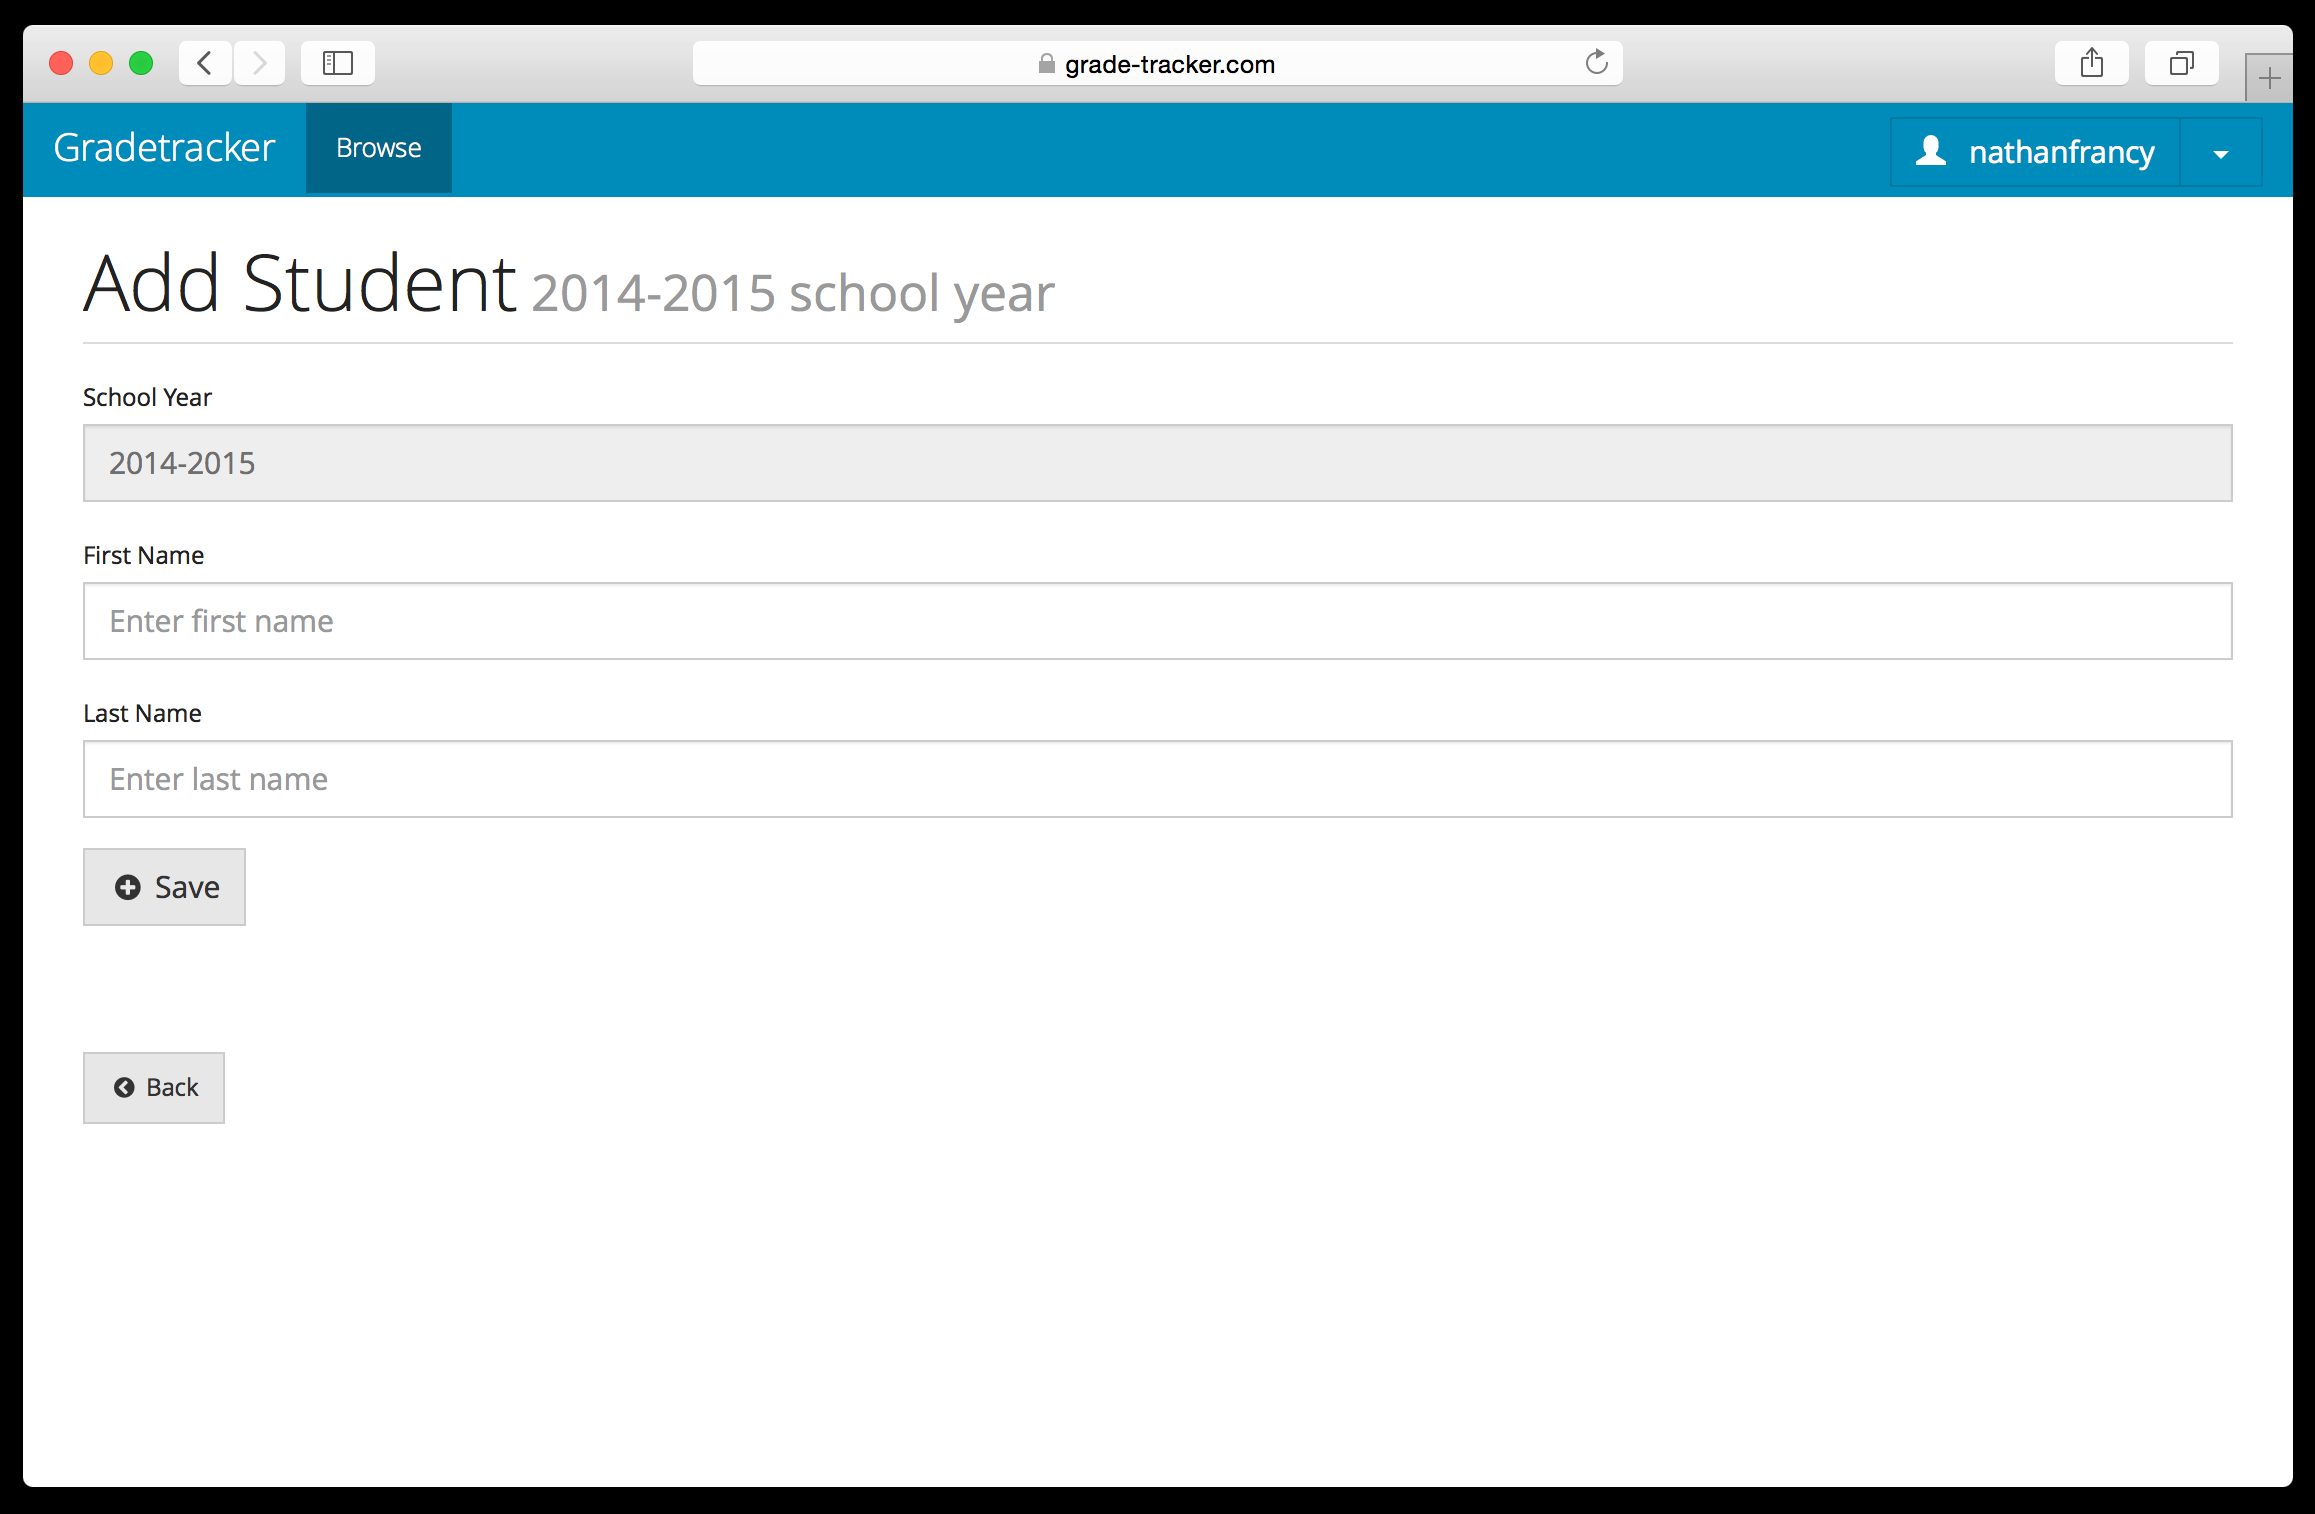 grade-tracker.com
Gradetracker Browse nathanfrancy
Add Student 2014-2015 school year
School Year
2014-2015
First Name
Enter first name
Last Name
Enter last name
Save
Back